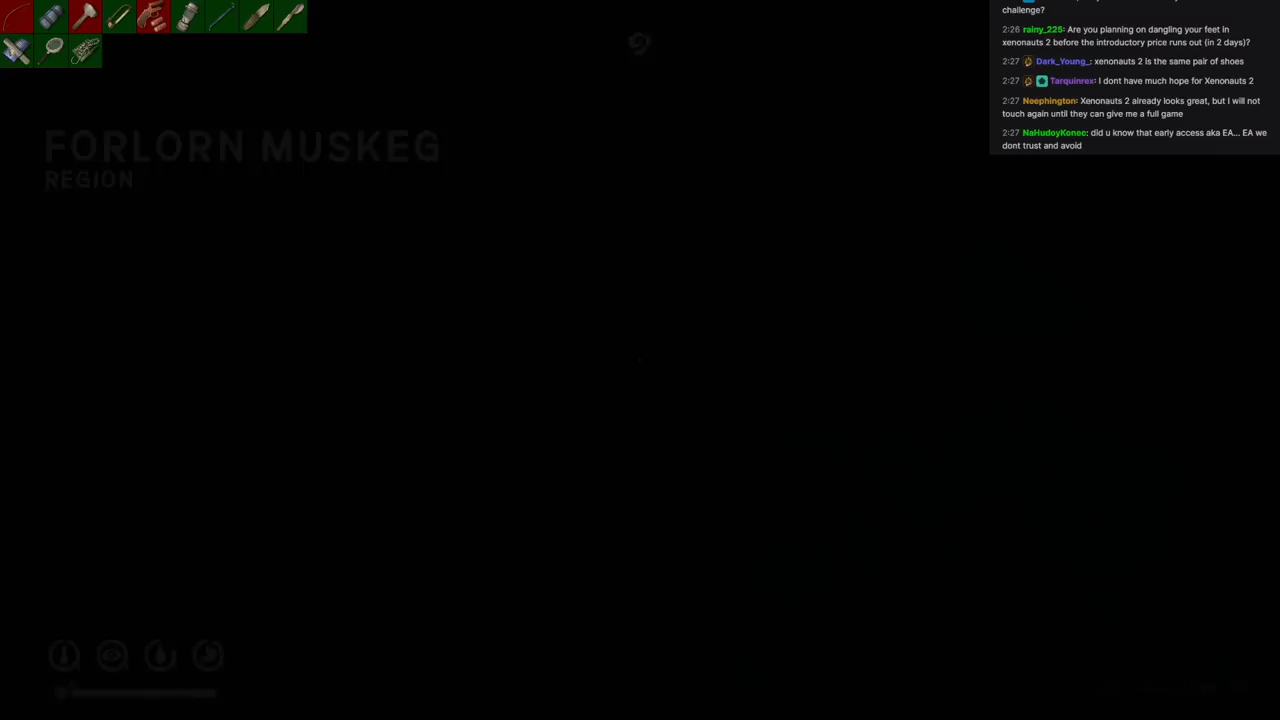 challenge?
2:26 rainy_225: Are you planning on dangling your feet in
xenonauts 2 before the introductory price runs out (in 2 days)?
2:27 Dark_Young_: xenonauts 2 is the same pair of shoes
2:27 Tarquinrex: I dont have much hope for Xenonauts 2
2:27 Neephington: Xenonauts 2 already looks great, but I will not
touch again until they can give me a full game
2:27 NaHudoyKonec: did u know that early access aka EA... EA we
dont trust and avoid
FORLORN MUSKEG
REGION